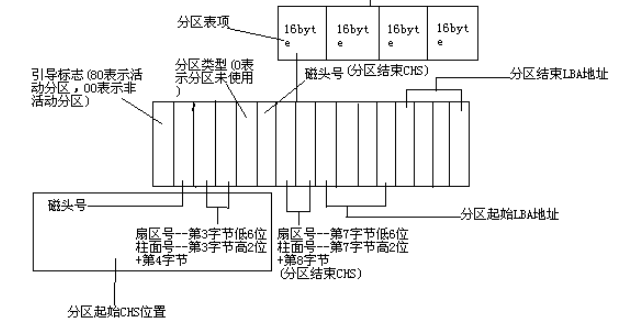 分区表项
16byt
e
16byt
e
16byt
e
16byt
e
引导标志(80表示活
动分区，00表示非
活动分区)
分区类型(0表
示分区未使用
)
磁头号(分区结束CHS)
分区结束LBA地址
磁头号
扇区号--第3字节低6位
柱面号--第3字节高2位
+第4字节
扇区号--第7字节低6位
柱面号--第7字节高2位
+第8字节
(分区结束CHS)
分区起始LBA地址
分区起始CHS位置